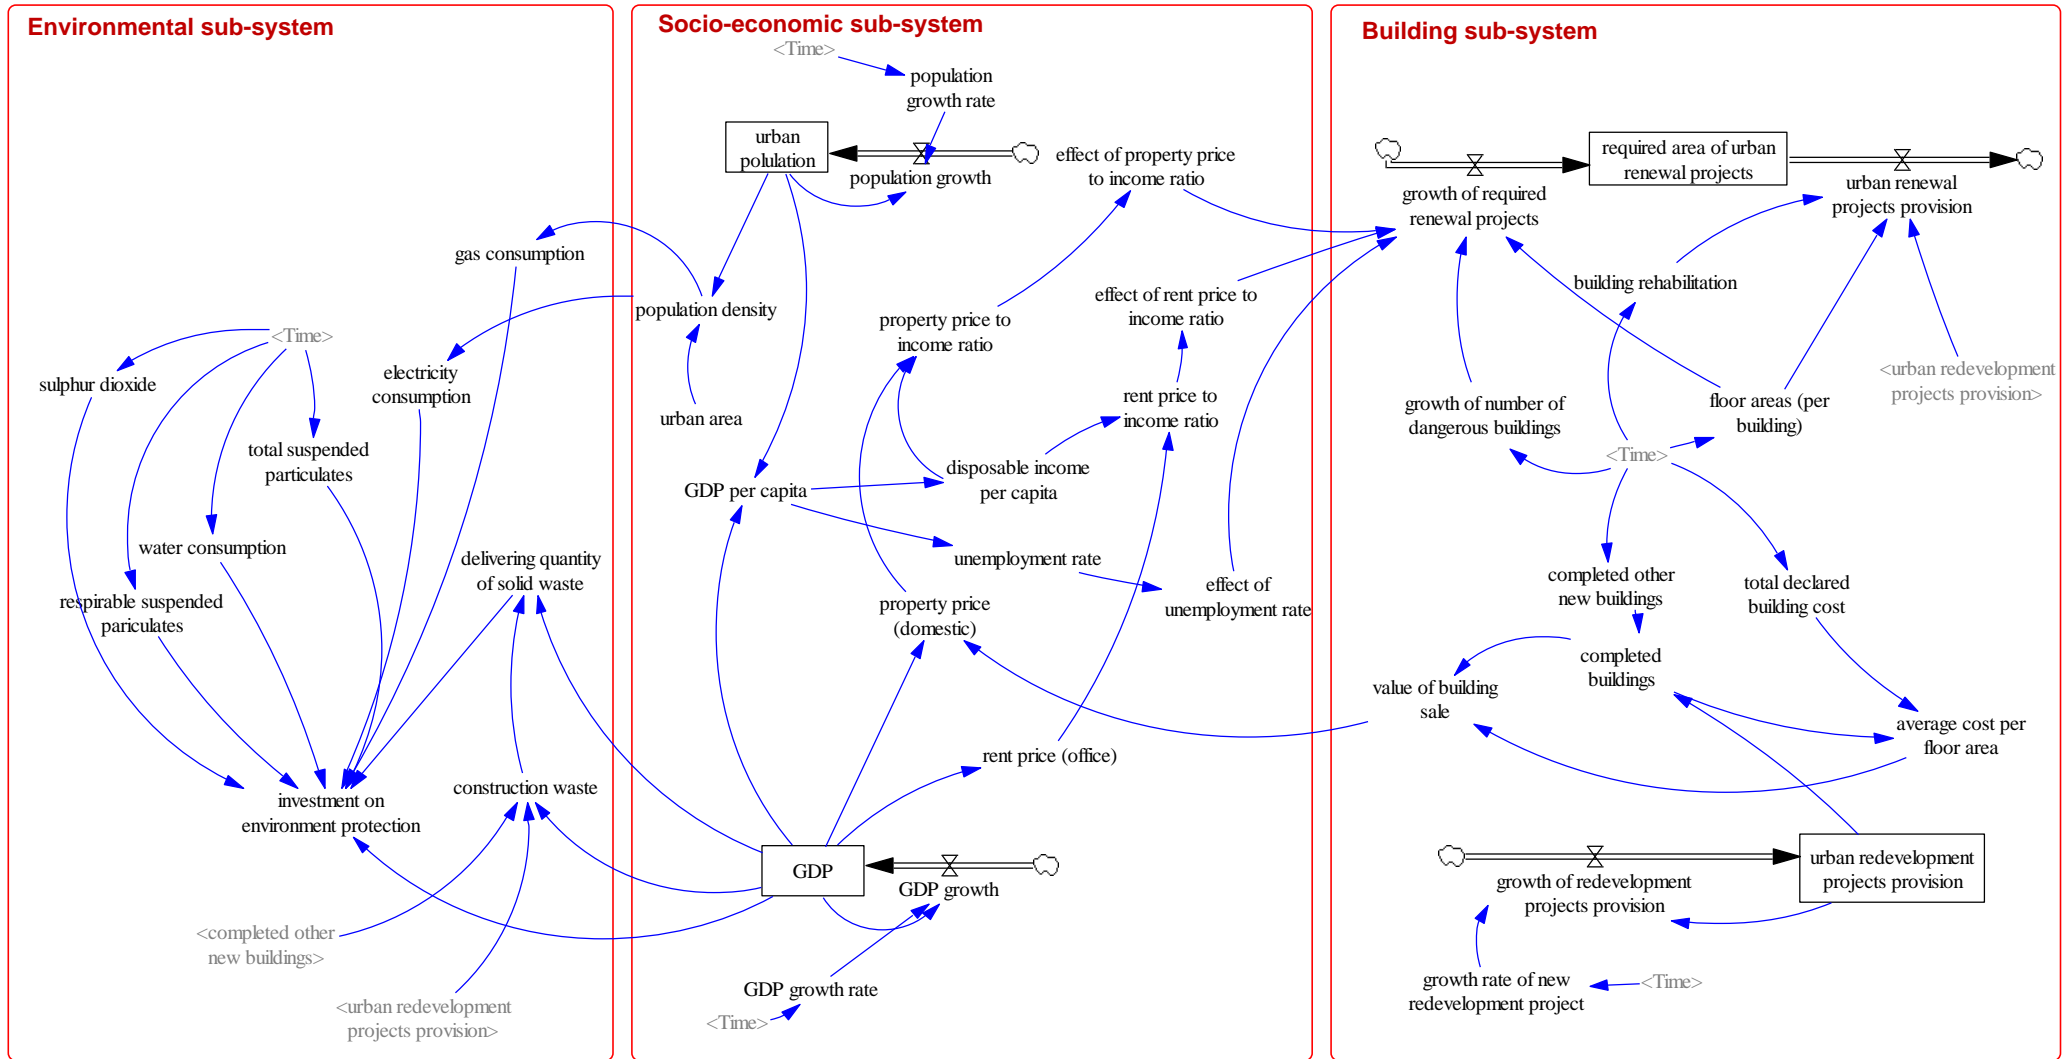 Environmental sub-system
<Time>
gas consumption
sulphur dioxide
electricity
consumption
total suspended
particulates
water consumption
respirable suspended
pariculates
delivering quantity
of solid waste
construction waste
investment on
environment protection
<completed other
new buildings>
<urban redevelopment
projects provision>
Socio-economic sub-system
<Time>
population
growth rate
urban
polulation
population growth
effect of property price
to income ratio
population density
property price to
income ratio
effect of rent price to
income ratio
urban area
rent price to
income ratio
disposable income
per capita
GDP per capita
unemployment rate
effect of
unemployment rate
property price
(domestic)
rent price (office)
GDP
GDP growth
GDP growth rate
<Time>
Building sub-system
required area of urban
renewal projects
growth of required
renewal projects
urban renewal
projects provision
building rehabilitation
<urban redevelopment
projects provision>
growth of number of
dangerous buildings
floor areas (per
building)
<Time>
completed other
new buildings
total declared
building cost
completed
buildings
value of building
sale
average cost per
floor area
urban redevelopment
projects provision
growth of redevelopment
projects provision
growth rate of new
redevelopment project
<Time>